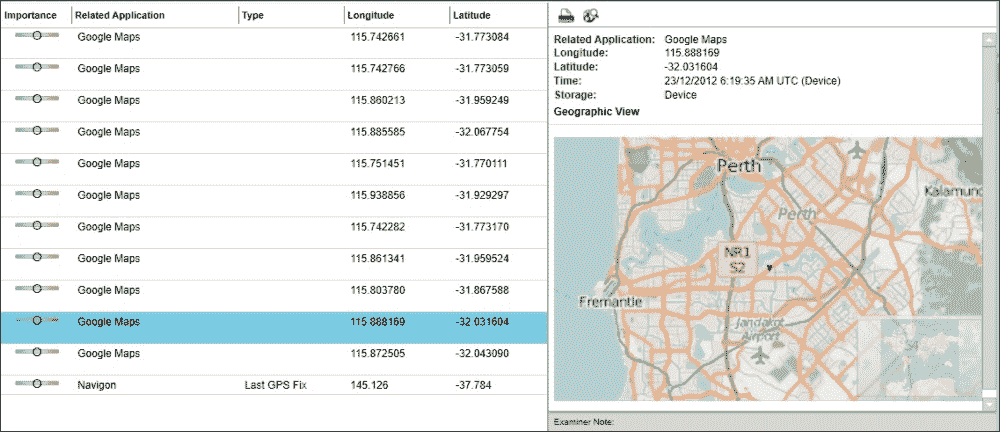 Importance Related Application Type Longitude Latitude
Google Maps 115.742661 -31.773084
Google Maps 115.742766 -31.773059
Google Maps 115.860213 -31.959249
Google Maps 115.885585 -32.067754
Google Maps 115.751451 -31.770111
Google Maps 115.938856 -31.929297
Google Maps 115.742282 -31.773170
Google Maps 115.861341 -31.959524
Google Maps 115.803780 -31.867588
Google Maps 115.888169 -32.031604
Google Maps 115.872505 -32.043090
Navigon Last GPS Fix 145.126 -37.784
Related Application: Google Maps
Longitude: 115.888169
Latitude: -32.031604
Time: 23/12/2012 6:19:35 AM UTC (Device)
Storage: Device
Geographic View
Perth
Kalamund
Perth
NR1
S2
Fremantle
Jandakot
Airport
Examiner Note: